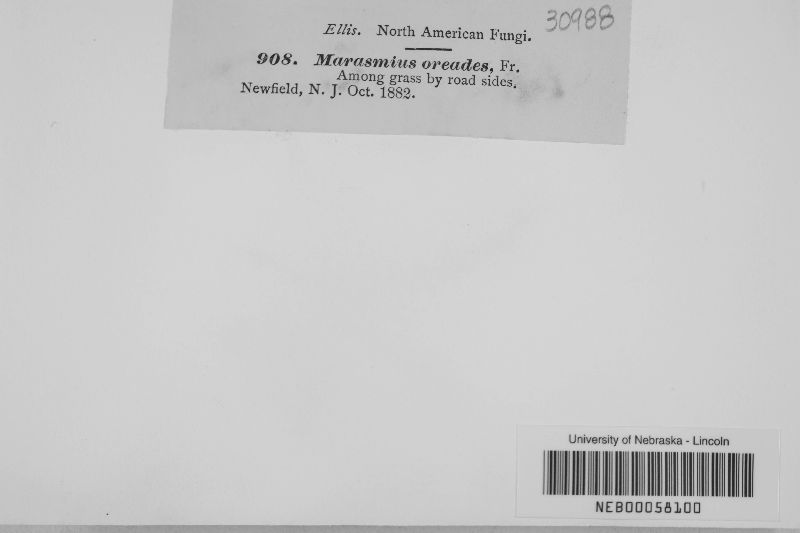 Ellis. North American Fungi.
30988
908. Marasmius oreades, Fr.
Among grass by road sides.
Newfield, N. J. Oct. 1882.
University of Nebraska - Lincoln
NEB00058100